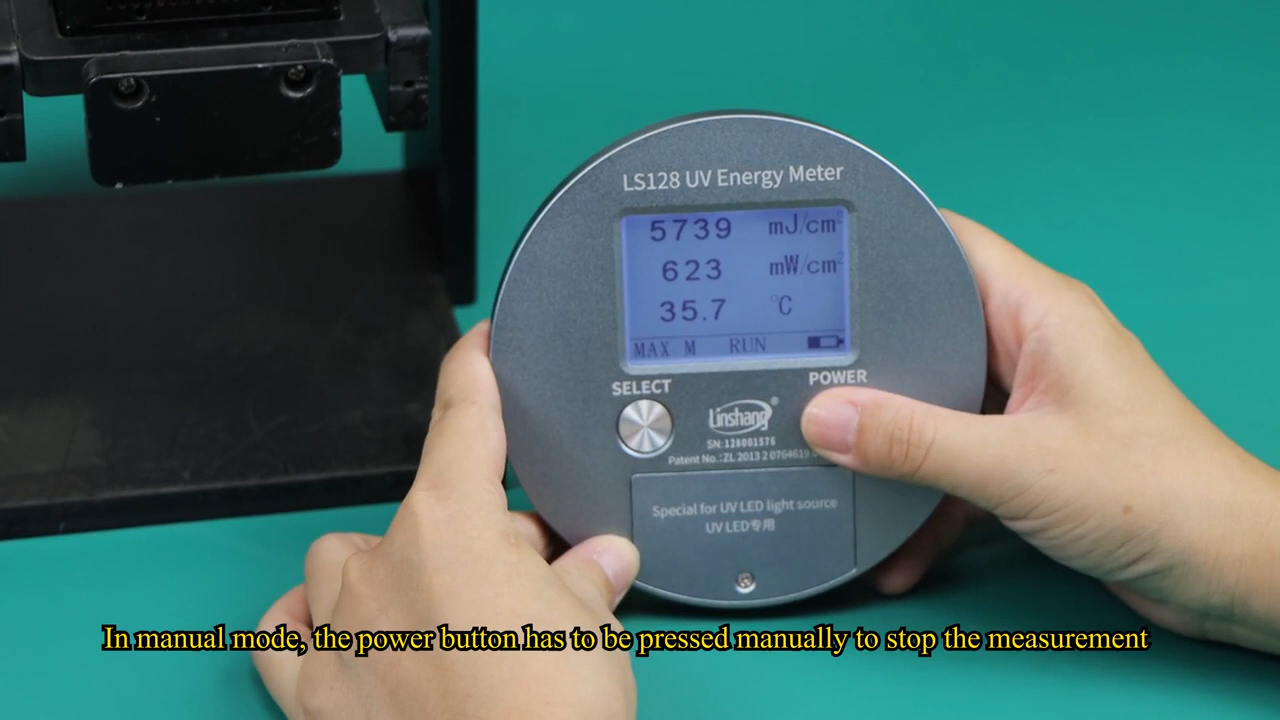 LS128 UV Energy Meter
5739 mJ/cm²
623 mW/cm²
35.7 °C
MAX M RUN
SELECT
POWER
Linshang®
SN:128001576
Patent No.:ZL 2013 2 0764619
Special for UV LED light source
UV LED专用
In manual mode, the power button has to be pressed manually to stop the measurement